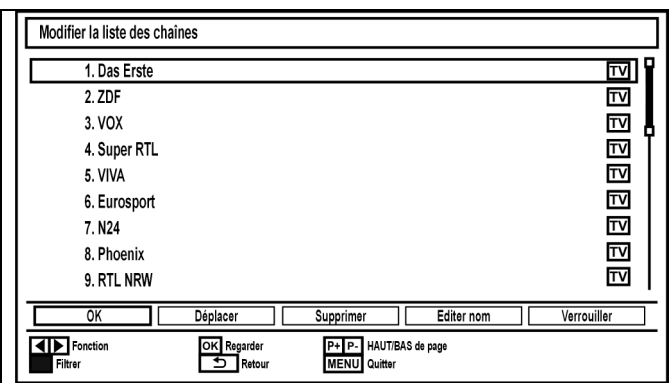 Modifier la liste des chaînes
1. Das Erste TV
2. ZDF TV
3. VOX TV
4. Super RTL TV
5. VIVA TV
6. Eurosport TV
7. N24 TV
8. Phoenix TV
9. RTL NRW TV
OK Déplacer Supprimer Editer nom Verrouiller
Fonction OK Regarder P+ P- HAUT/BAS de page
Filtrer Retour MENU Quitter